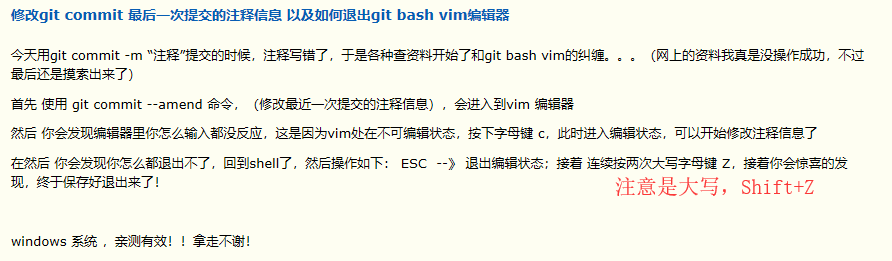 修改git commit 最后一次提交的注释信息 以及如何退出git bash vim编辑器
今天用git commit -m “注释”提交的时候，注释写错了，于是各种查资料开始了和git bash vim的纠缠。。。（网上的资料我真是没操作成功，不过
最后还是摸索出来了）
首先 使用 git commit --amend 命令，（修改最近一次提交的注释信息），会进入到vim 编辑器
然后 你会发现编辑器里你怎么输入都没反应，这是因为vim处在不可编辑状态，按下字母键 c，此时进入编辑状态，可以开始修改注释信息了
在然后 你会发现你怎么都退出不了，回到shell了，然后操作如下： ESC --》 退出编辑状态；接着 连续按两次大写字母键 Z，接着你会惊喜的发
现，终于保存好退出来了！
注意是大写，Shift+Z
windows 系统 ，亲测有效！！拿走不谢！